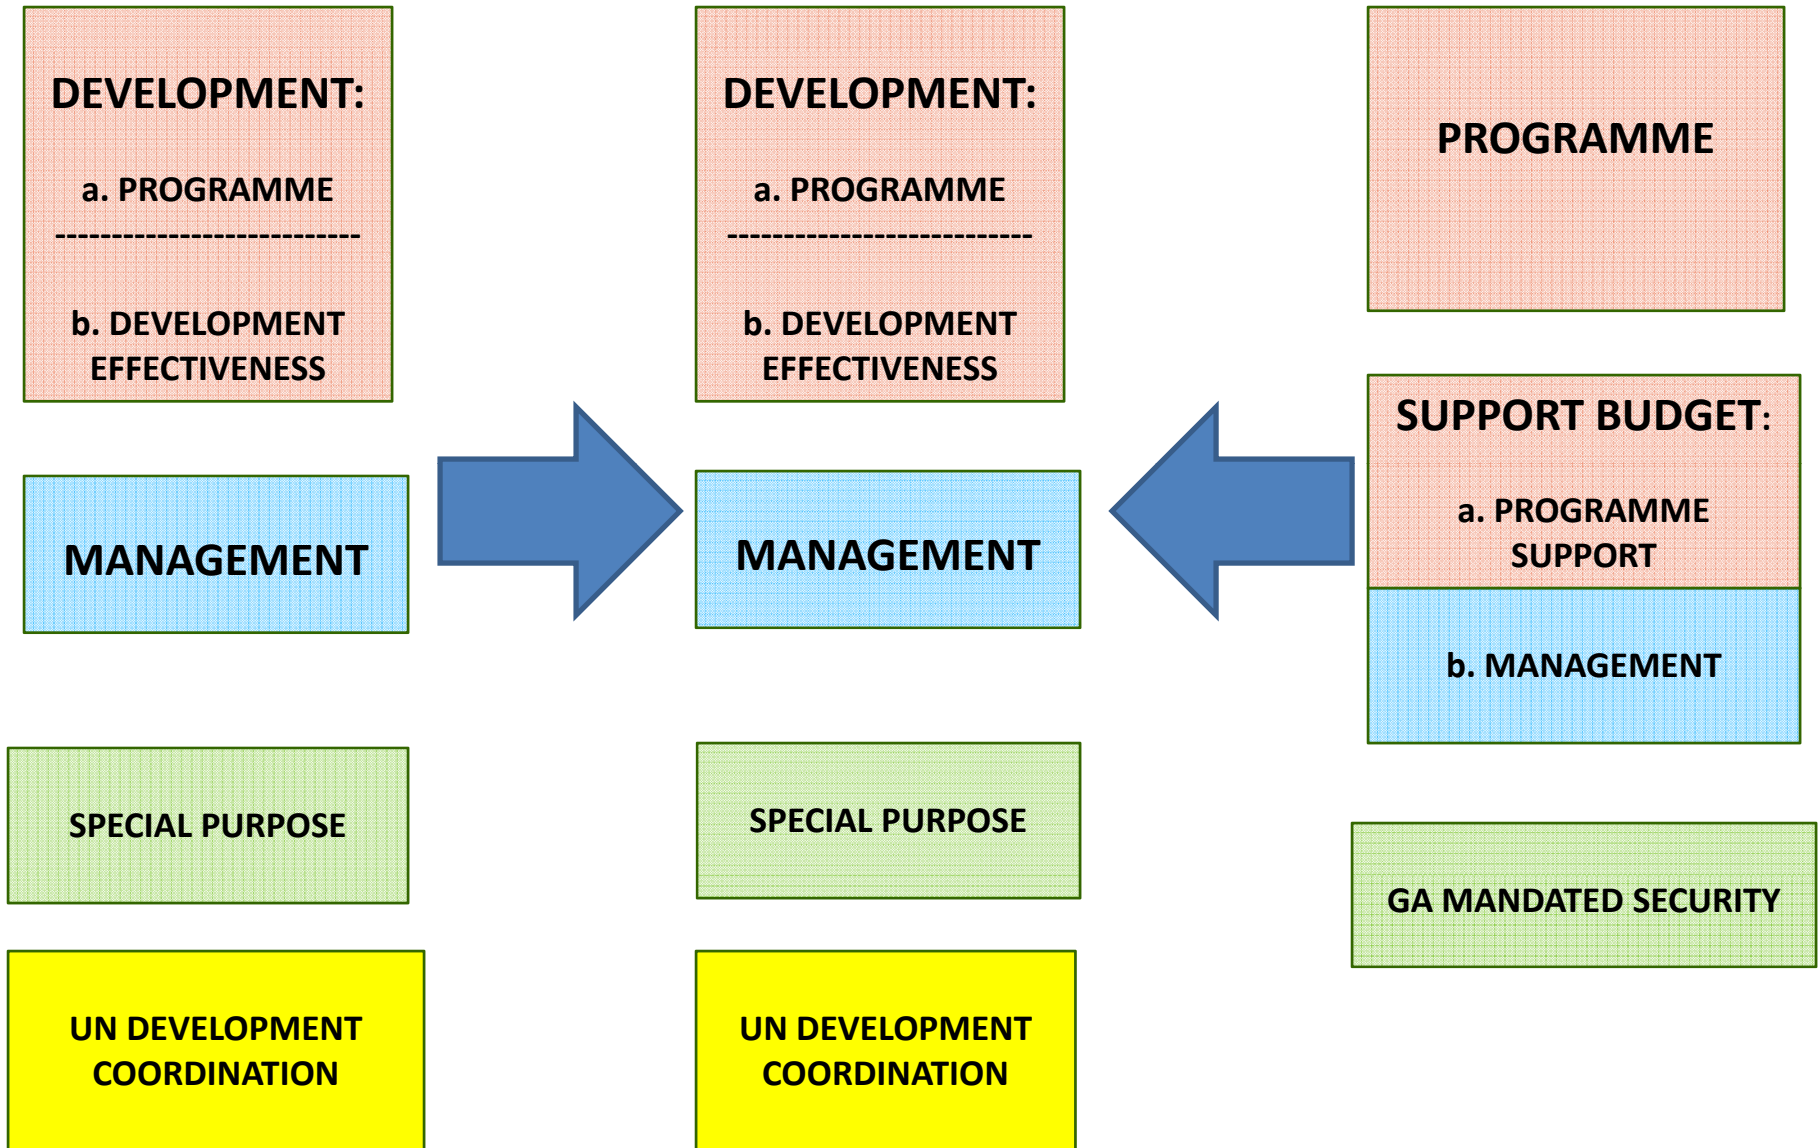 DEVELOPMENT:
a. PROGRAMME
---------------------------
b. DEVELOPMENT
EFFECTIVENESS
MANAGEMENT
SPECIAL PURPOSE
UN DEVELOPMENT
COORDINATION
DEVELOPMENT:
a. PROGRAMME
---------------------------
b. DEVELOPMENT
EFFECTIVENESS
MANAGEMENT
SPECIAL PURPOSE
UN DEVELOPMENT
COORDINATION
PROGRAMME
SUPPORT BUDGET:
a. PROGRAMME
SUPPORT
b. MANAGEMENT
GA MANDATED SECURITY